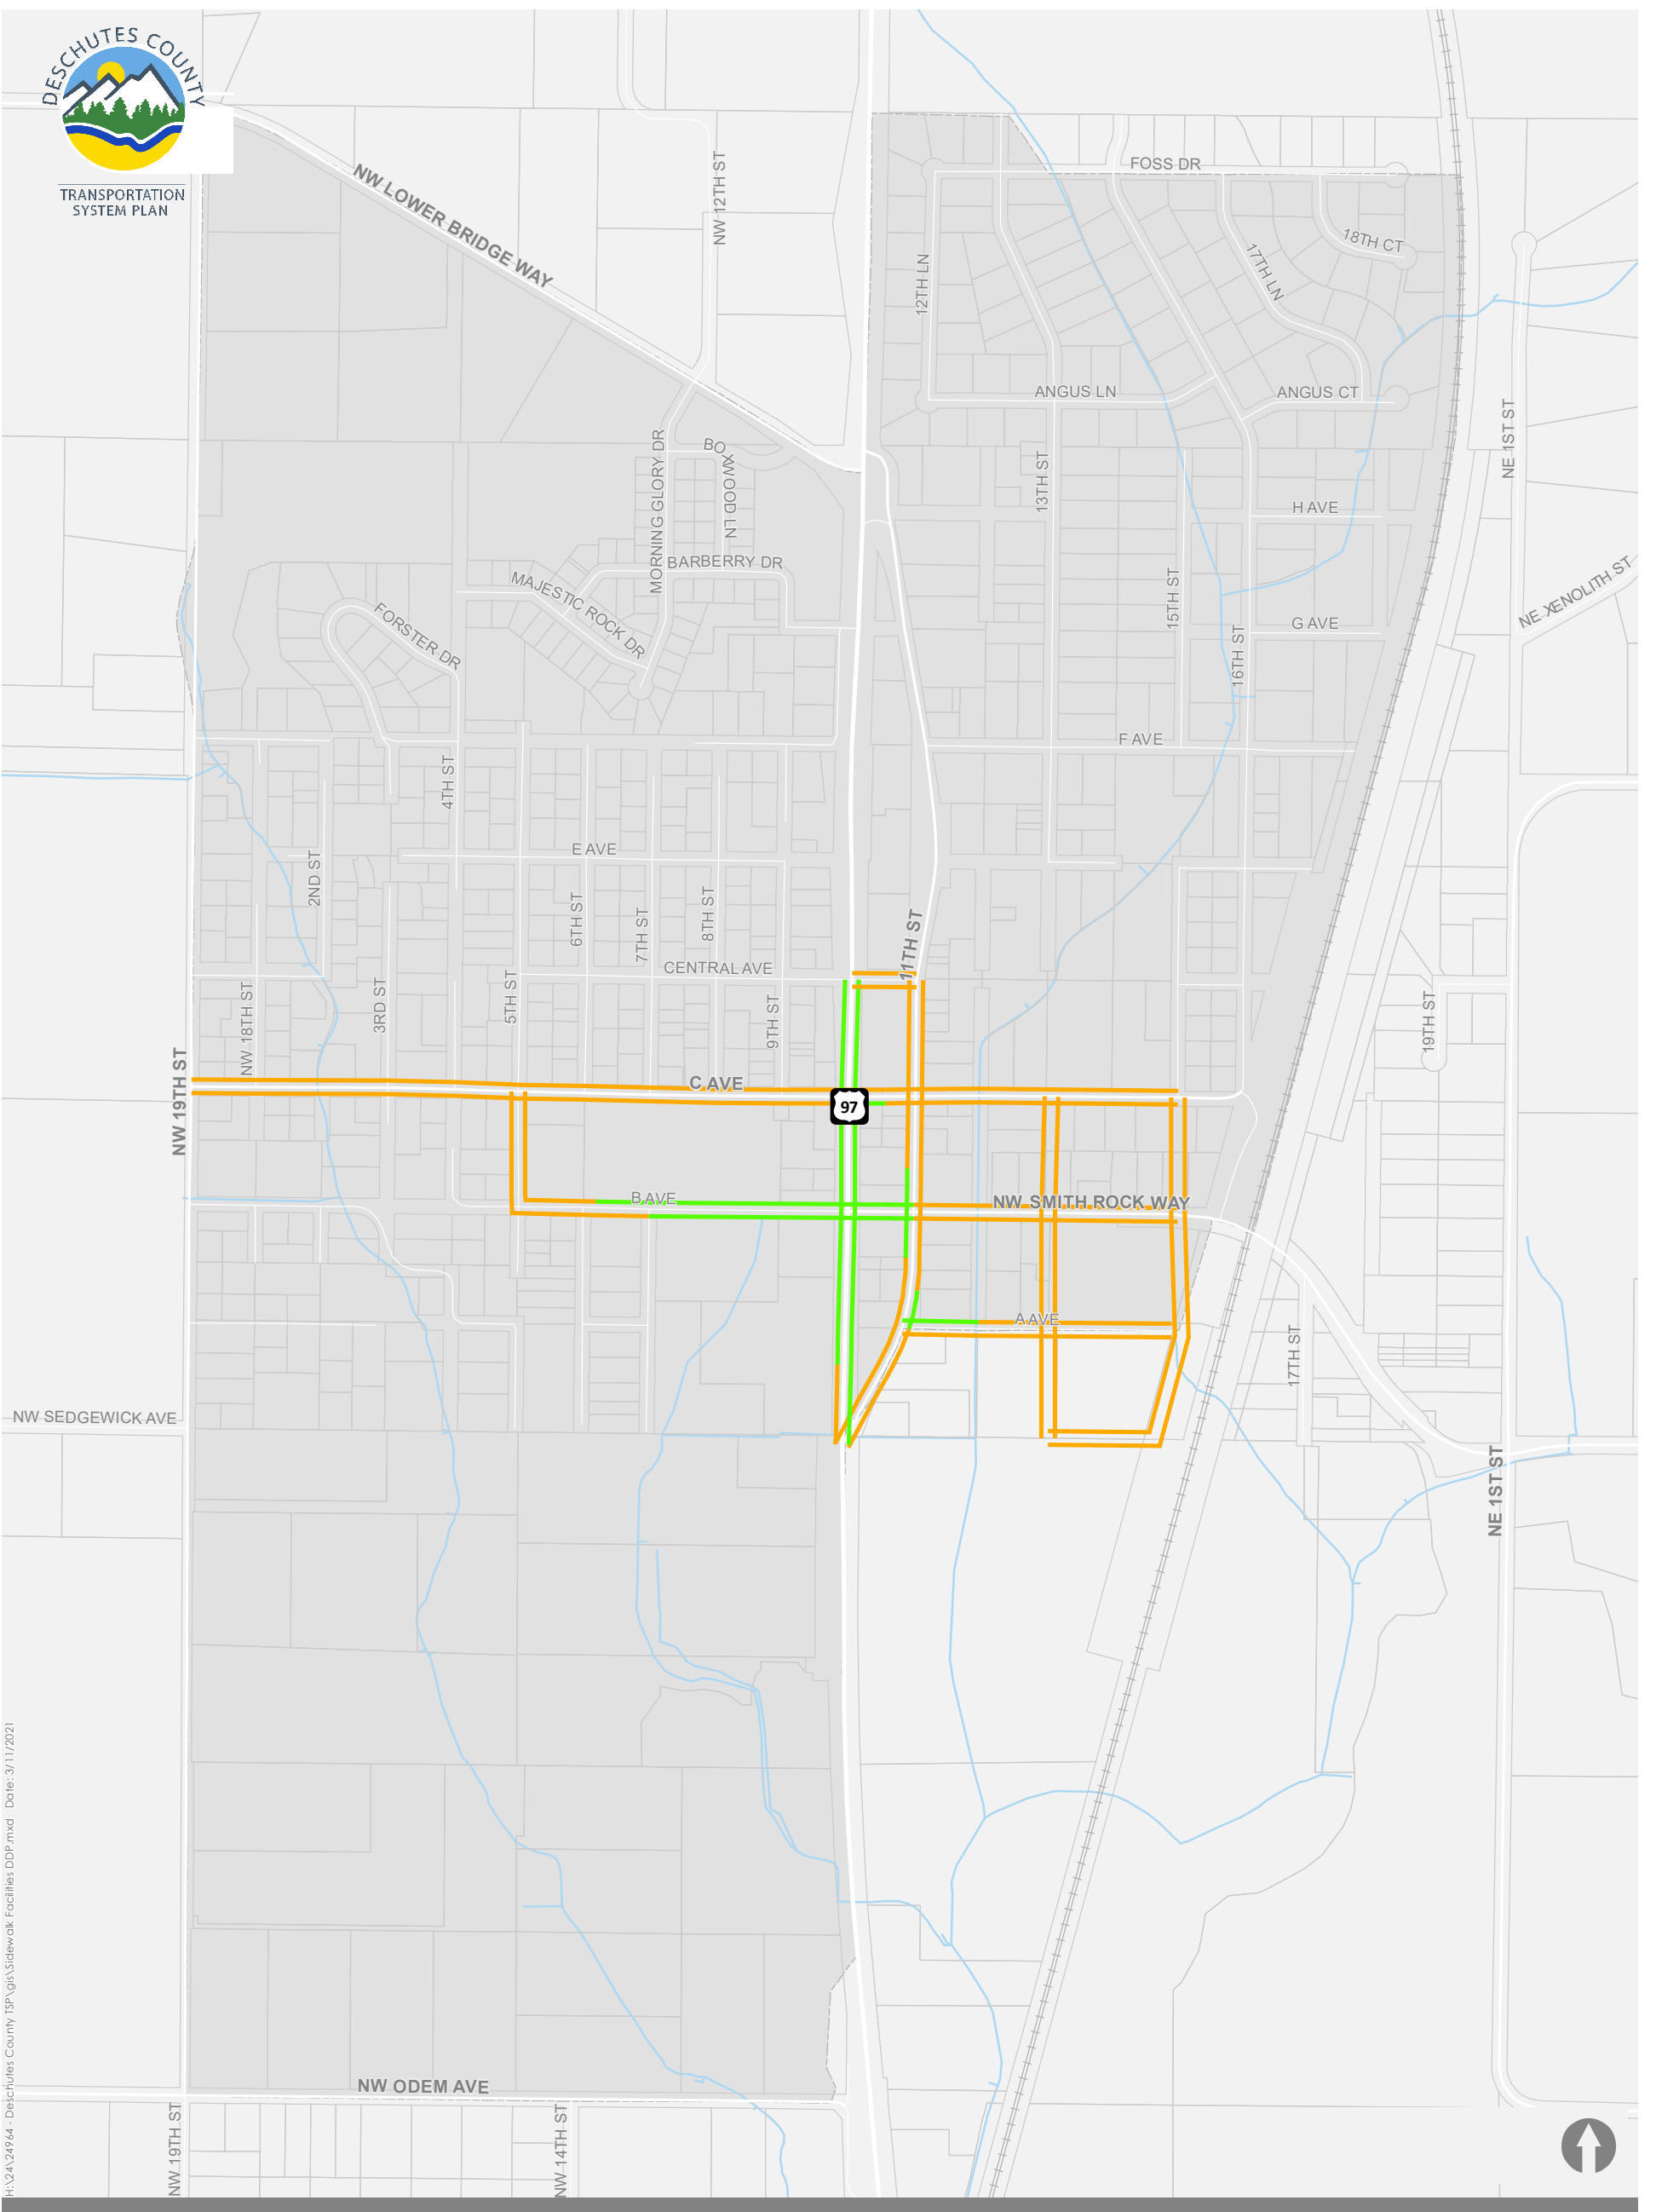 DESCHUTES COUNTY
TRANSPORTATION
SYSTEM PLAN
NW LOWER BRIDGE WAY
NW 12TH ST
FOSS DR
18TH CT
17TH LN
12TH LN
ANGUS LN
ANGUS CT
NE 1ST ST
BOXWOOD LN
MORNING GLORY DR
13TH ST
H AVE
BARBERRY DR
MAJESTIC ROCK DR
FORSTER DR
15TH ST
16TH ST
G AVE
NE XENOLITH ST
F AVE
4TH ST
E AVE
2ND ST
6TH ST
7TH ST
8TH ST
11TH ST
CENTRAL AVE
NW 18TH ST
3RD ST
5TH ST
9TH ST
19TH ST
NW 19TH ST
C AVE
97
B AVE
NW SMITH ROCK WAY
A AVE
17TH ST
NW SEDGEWICK AVE
NE 1ST ST
NW ODEM AVE
NW 19TH ST
NW 14TH ST
H:\24\24964 - Deschutes County TSP\gis\Sidewalk Facilities DDP.mxd Date: 3/11/2021